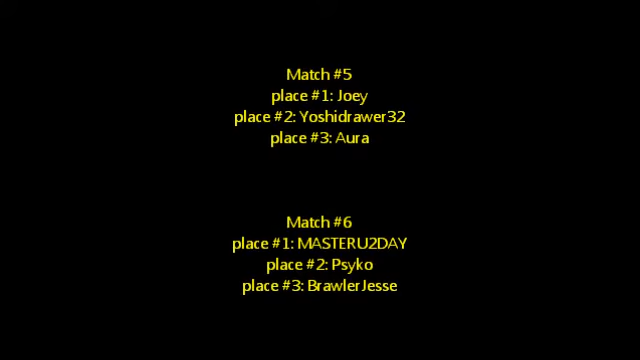 Match #5
place #1: Joey
place #2: Yoshidrawer32
place #3: Aura
Match #6
place #1: MASTERU2DAY
place #2: Psyko
place #3: BrawlerJesse